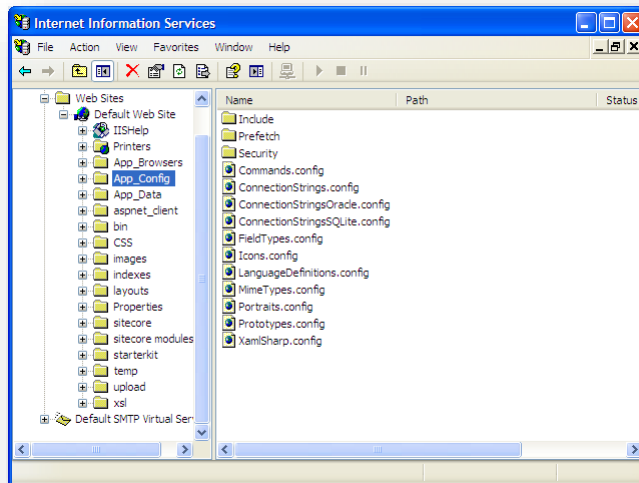 Internet Information Services
File Action View Favorites Window Help
Web Sites
Default Web Site
IISHelp
Printers
App_Browsers
App_Config
App_Data
aspnet_client
bin
CSS
images
indexes
layouts
Properties
sitecore
sitecore modules
starterkit
temp
upload
xsl
Default SMTP Virtual Ser
Name Path Status
Include
Prefetch
Security
Commands.config
ConnectionStrings.config
ConnectionStringsOracle.config
ConnectionStringsSQLite.config
FieldTypes.config
Icons.config
LanguageDefinitions.config
MimeTypes.config
Portraits.config
Prototypes.config
XamlSharp.config